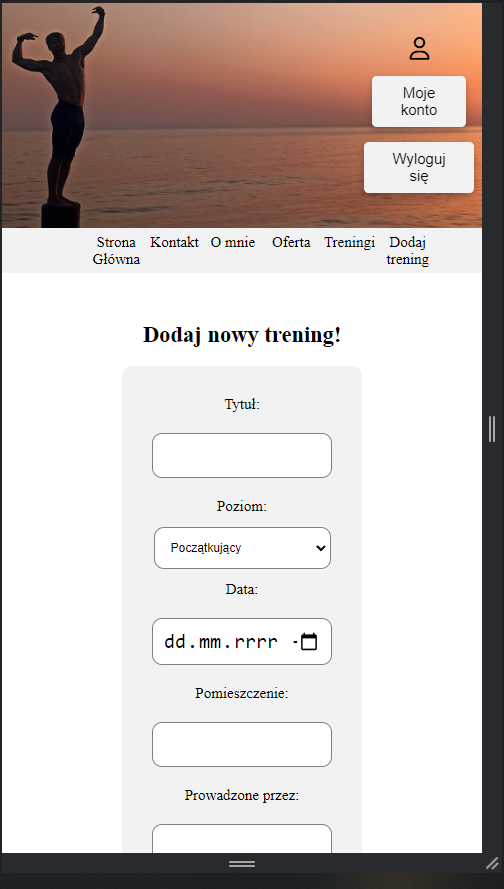 Moje
konto
Wyloguj
się
Strona
Główna
Kontakt
O mnie
Oferta
Treningi
Dodaj
trening
Dodaj nowy trening!
Tytuł:
Poziom:
Początkujący
Data:
dd.mm.rrrr -
Pomieszczenie:
Prowadzone przez: